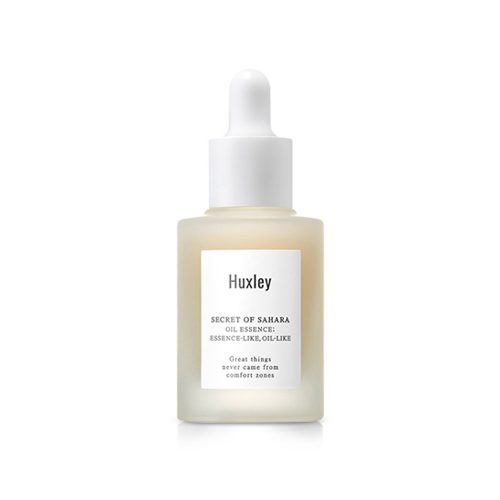 Huxley
SECRET OF SAHARA
OIL ESSENCE;
ESSENCE-LIKE, OIL-LIKE
Great things
never came from
comfort zones